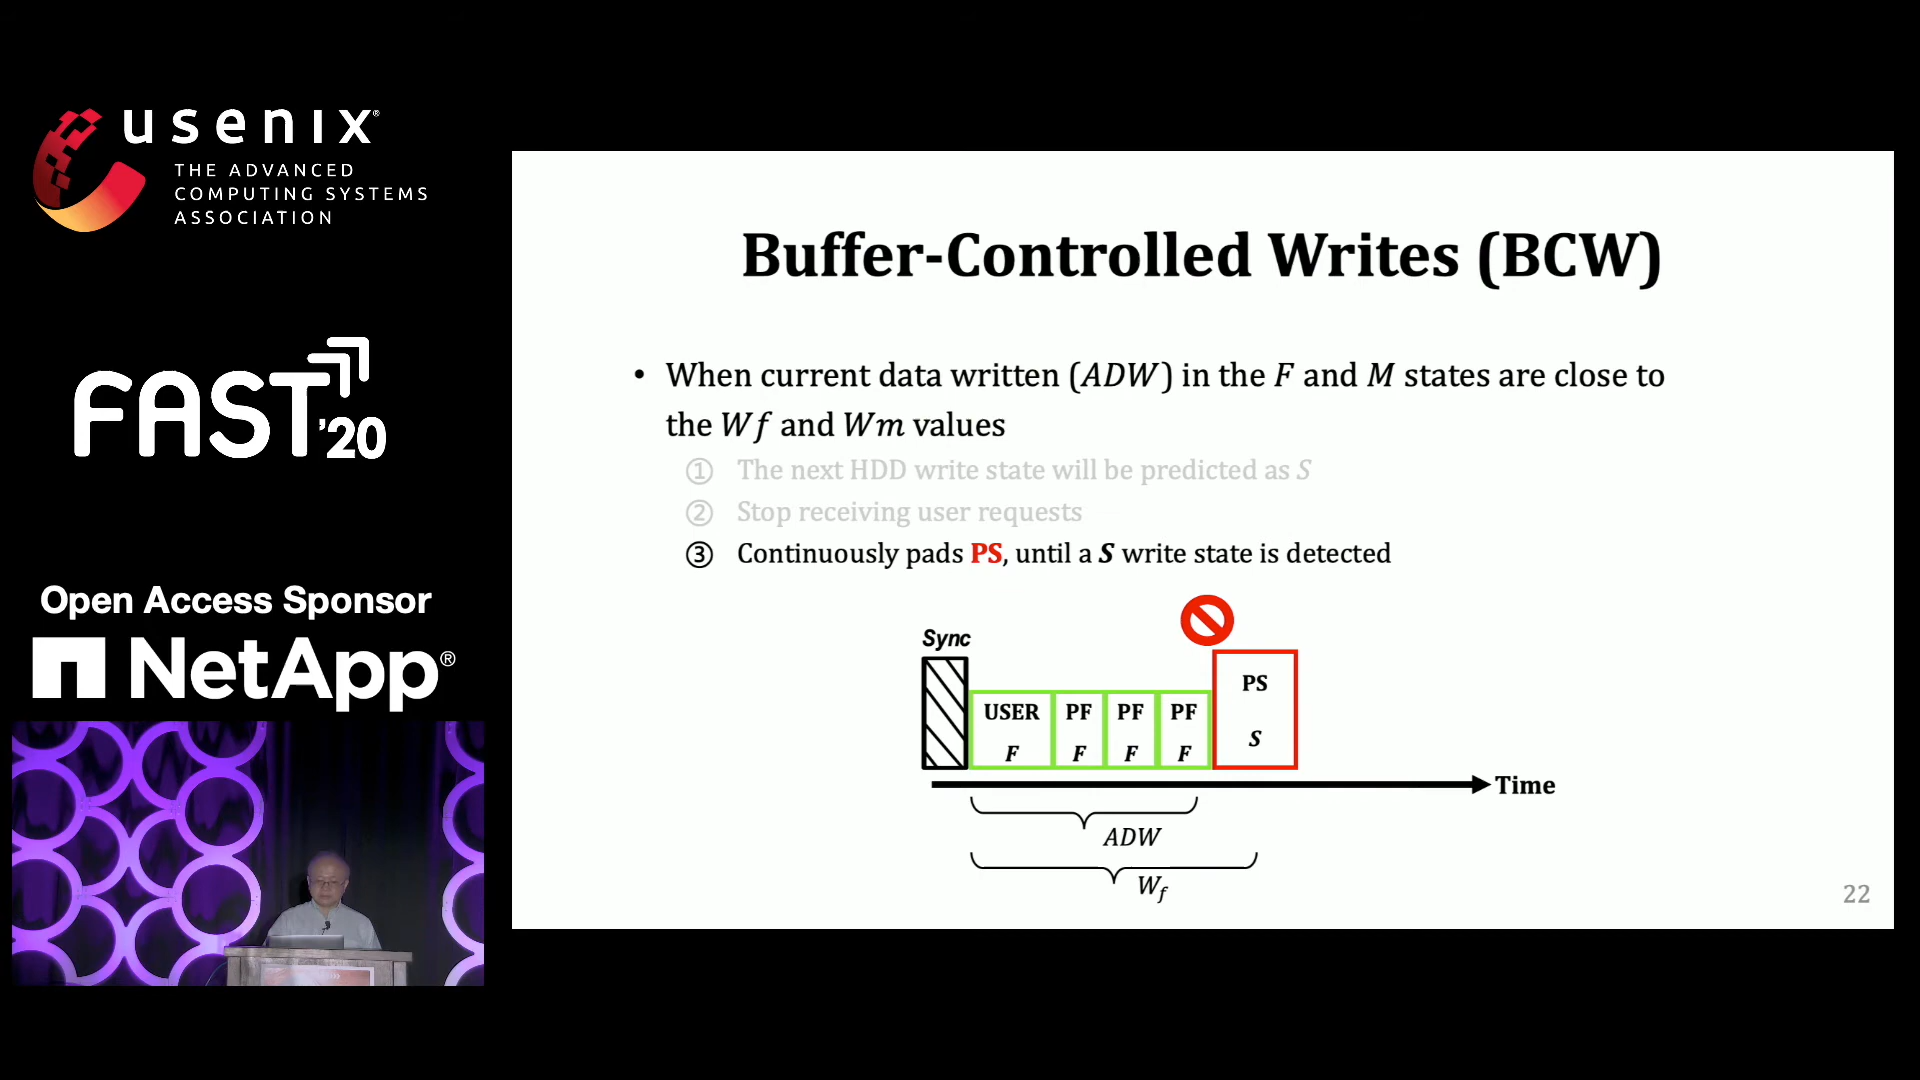 usenix®
THE ADVANCED
COMPUTING SYSTEMS
ASSOCIATION
FAST'20
Open Access Sponsor
NetApp®
Buffer-Controlled Writes (BCW)
• When current data written (ADW) in the F and M states are close to
the Wf and Wm values
① The next HDD write state will be predicted as S
② Stop receiving user requests
③ Continuously pads PS, until a S write state is detected
Sync
USER PF PF PF PS
F F F F S
Time
ADW
Wf
22